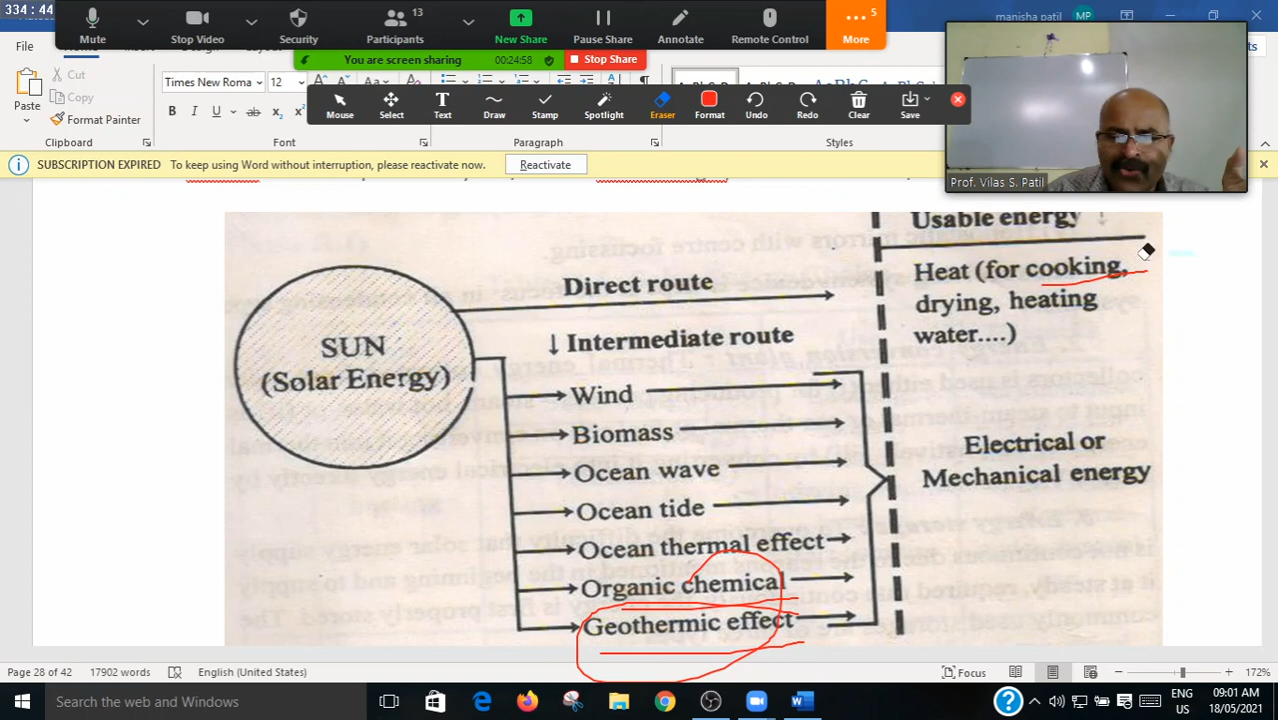 334:44
13
5
Mute
Stop Video
Security
Participants
New Share
Pause Share
Annotate
Remote Control
More
manisha patil
MP
You are screen sharing
00:24:58
Stop Share
File
Cut
Copy
Paste
Format Painter
Times New Roma
12
Aa
B I U ab x
Mouse
Select
Text
Draw
Stamp
Spotlight
Eraser
Format
Undo
Redo
Clear
Save
Clipboard
Font
Paragraph
Styles
SUBSCRIPTION EXPIRED To keep using Word without interruption, please reactivate now.
Reactivate
Prof. Vilas S. Patil
Usable energy
Direct route
Heat (for cooking,
drying, heating
water....)
SUN
(Solar Energy)
Intermediate route
Wind
Biomass
Ocean wave
Ocean tide
Ocean thermal effect
Organic chemical
Geothermic effect
Electrical or
Mechanical energy
Page 28 of 42
17902 words
English (United States)
Focus
172%
Search the web and Windows
ENG
US
09:01 AM
18/05/2021